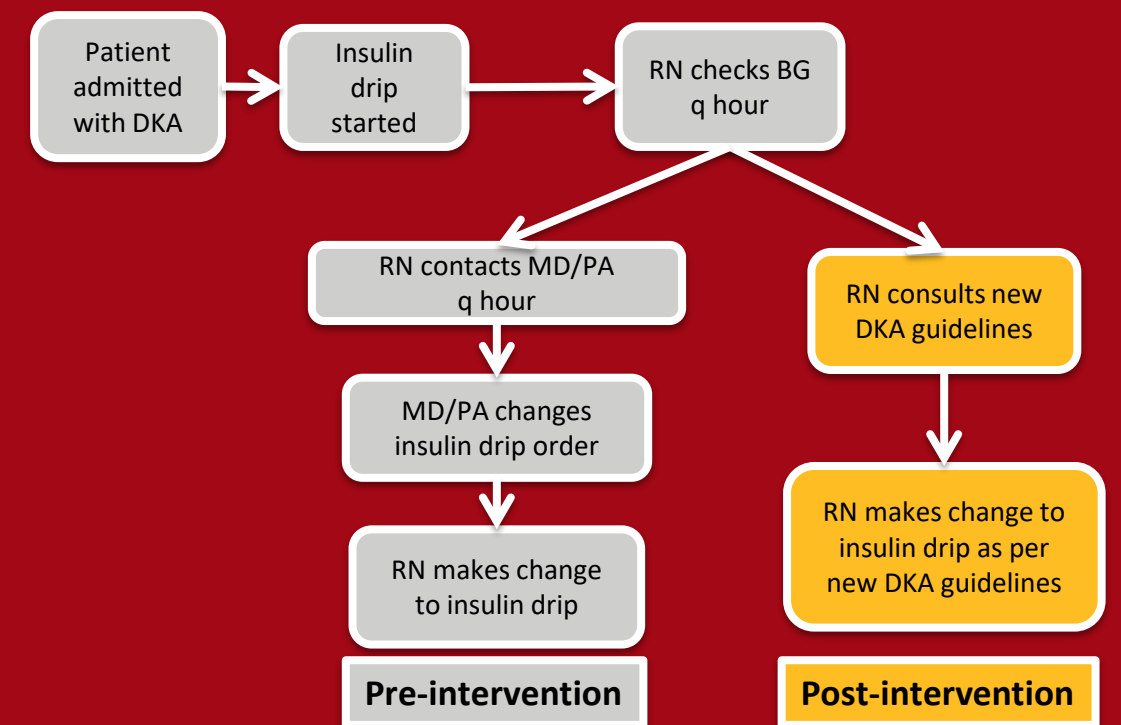 Patient
admitted
with DKA
Insulin
drip
started
RN checks BG
q hour
RN contacts MD/PA
q hour
MD/PA changes
insulin drip order
RN makes change
to insulin drip
Pre-intervention
RN consults new
DKA guidelines
RN makes change to
insulin drip as per
new DKA guidelines
Post-intervention